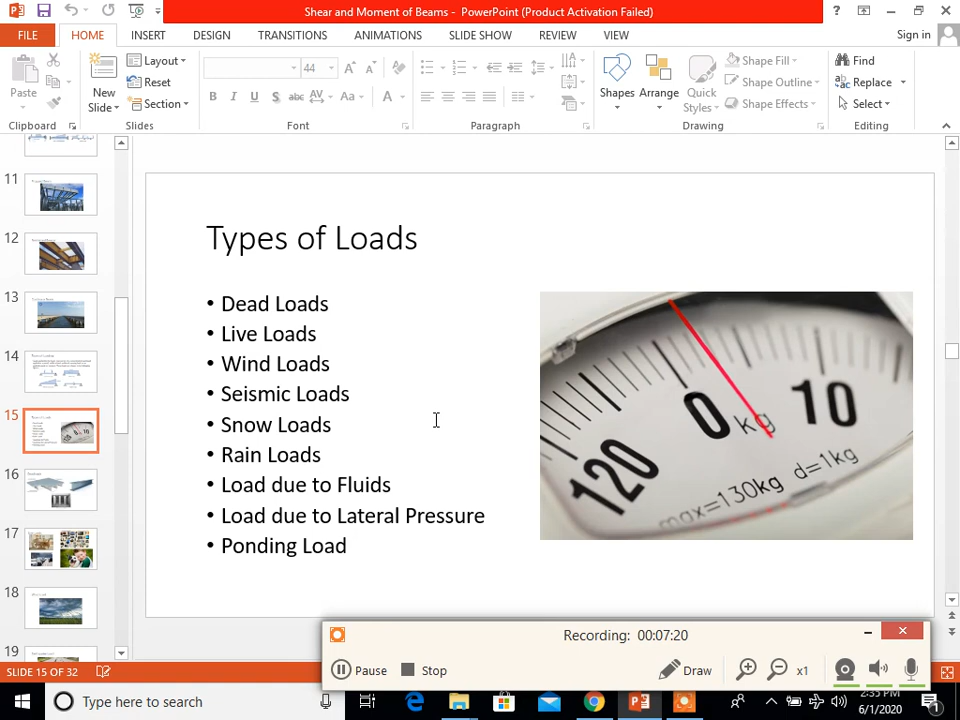 Shear and Moment of Beams - PowerPoint (Product Activation Failed)
FILE HOME INSERT DESIGN TRANSITIONS ANIMATIONS SLIDE SHOW REVIEW VIEW Sign in
Paste
New Slide
Layout
Reset
Section
44
Shapes
Arrange
Quick Styles
Shape Fill
Shape Outline
Shape Effects
Find
Replace
Select
Clipboard Slides Font Paragraph Drawing Editing
11
12
13
14
15
16
17
18
19
Types of Loads
• Dead Loads
• Live Loads
• Wind Loads
• Seismic Loads
• Snow Loads
• Rain Loads
• Load due to Fluids
• Load due to Lateral Pressure
• Ponding Load
120 0 kg 10
max=130kg d=1kg
Recording: 00:07:20
Pause Stop Draw x1
SLIDE 15 OF 32
Type here to search
2:35 PM
6/1/2020
1